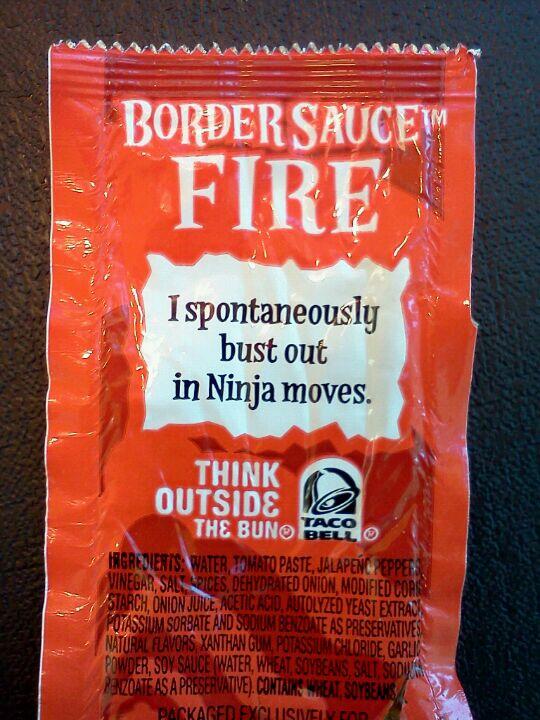 BORDER SAUCE™
FIRE
I spontaneously
bust out
in Ninja moves.
THINK
OUTSIDE
THE BUN®
TACO
BELL ®
INGREDIENTS: WATER, TOMATO PASTE, JALAPENO PEPPERS,
VINEGAR, SALT, SPICES, DEHYDRATED ONION, MODIFIED CORN
STARCH, ONION JUICE, ACETIC ACID, AUTOLYZED YEAST EXTRACT,
POTASSIUM SORBATE AND SODIUM BENZOATE AS PRESERVATIVES,
NATURAL FLAVORS, XANTHAN GUM, POTASSIUM CHLORIDE, GARLIC
POWDER, SOY SAUCE (WATER, WHEAT, SOYBEANS, SALT, SODIUM
BENZOATE AS A PRESERVATIVE). CONTAINS WHEAT, SOYBEANS.
PACKAGED EXCLUSIVELY FOR